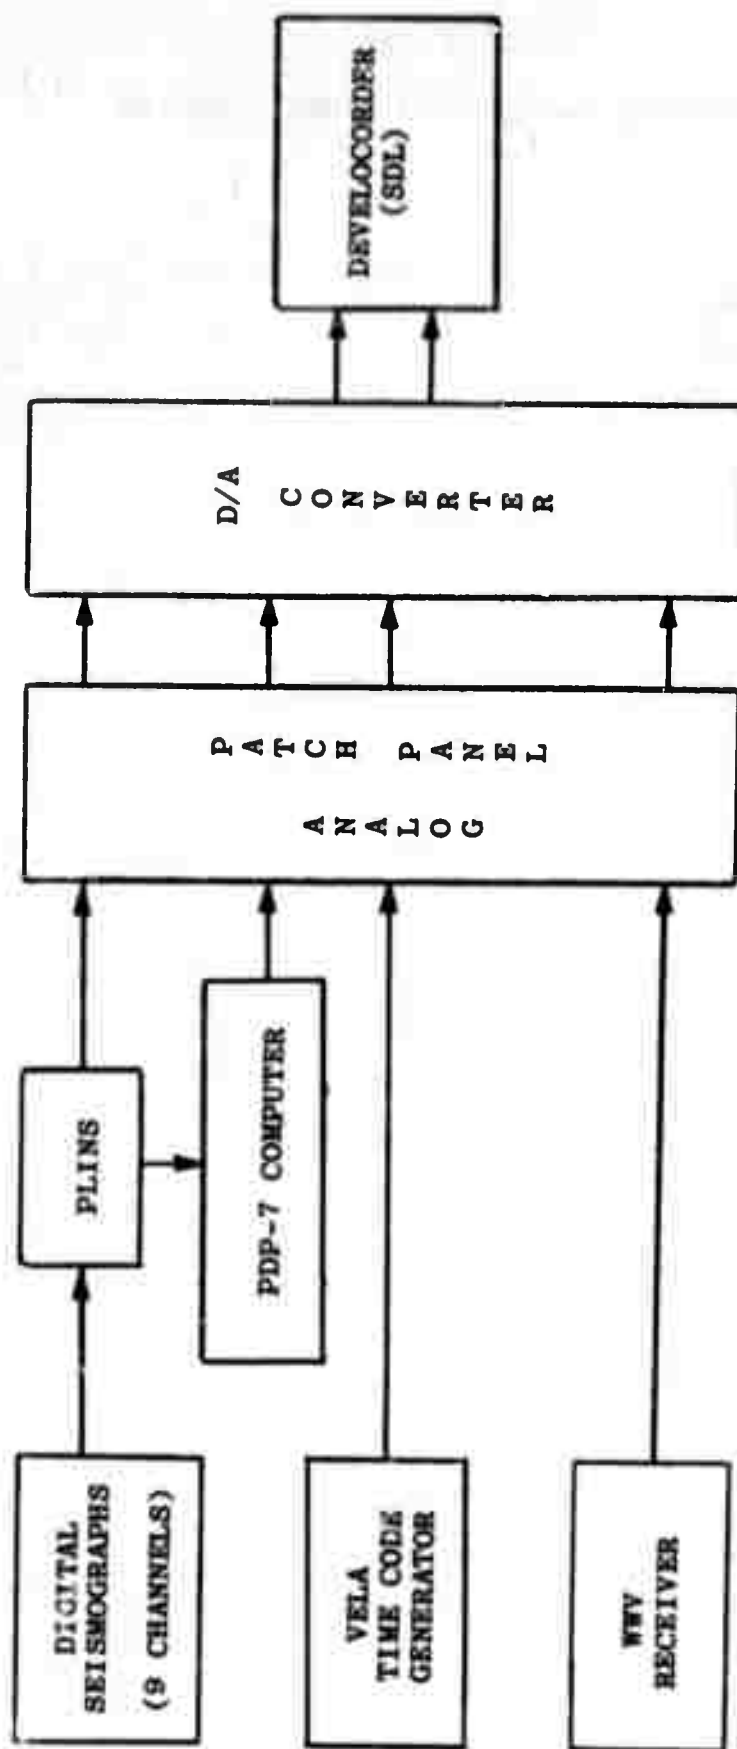 DIGITAL
SEISMOGRAPHS
(9 CHANNELS)
PLINS
PDP-7 COMPUTER
VELA
TIME CODE
GENERATOR
WWV
RECEIVER
PATCH PANEL
ANALOG
D/A CONVERTER
DEVELOCORDER
(SDL)